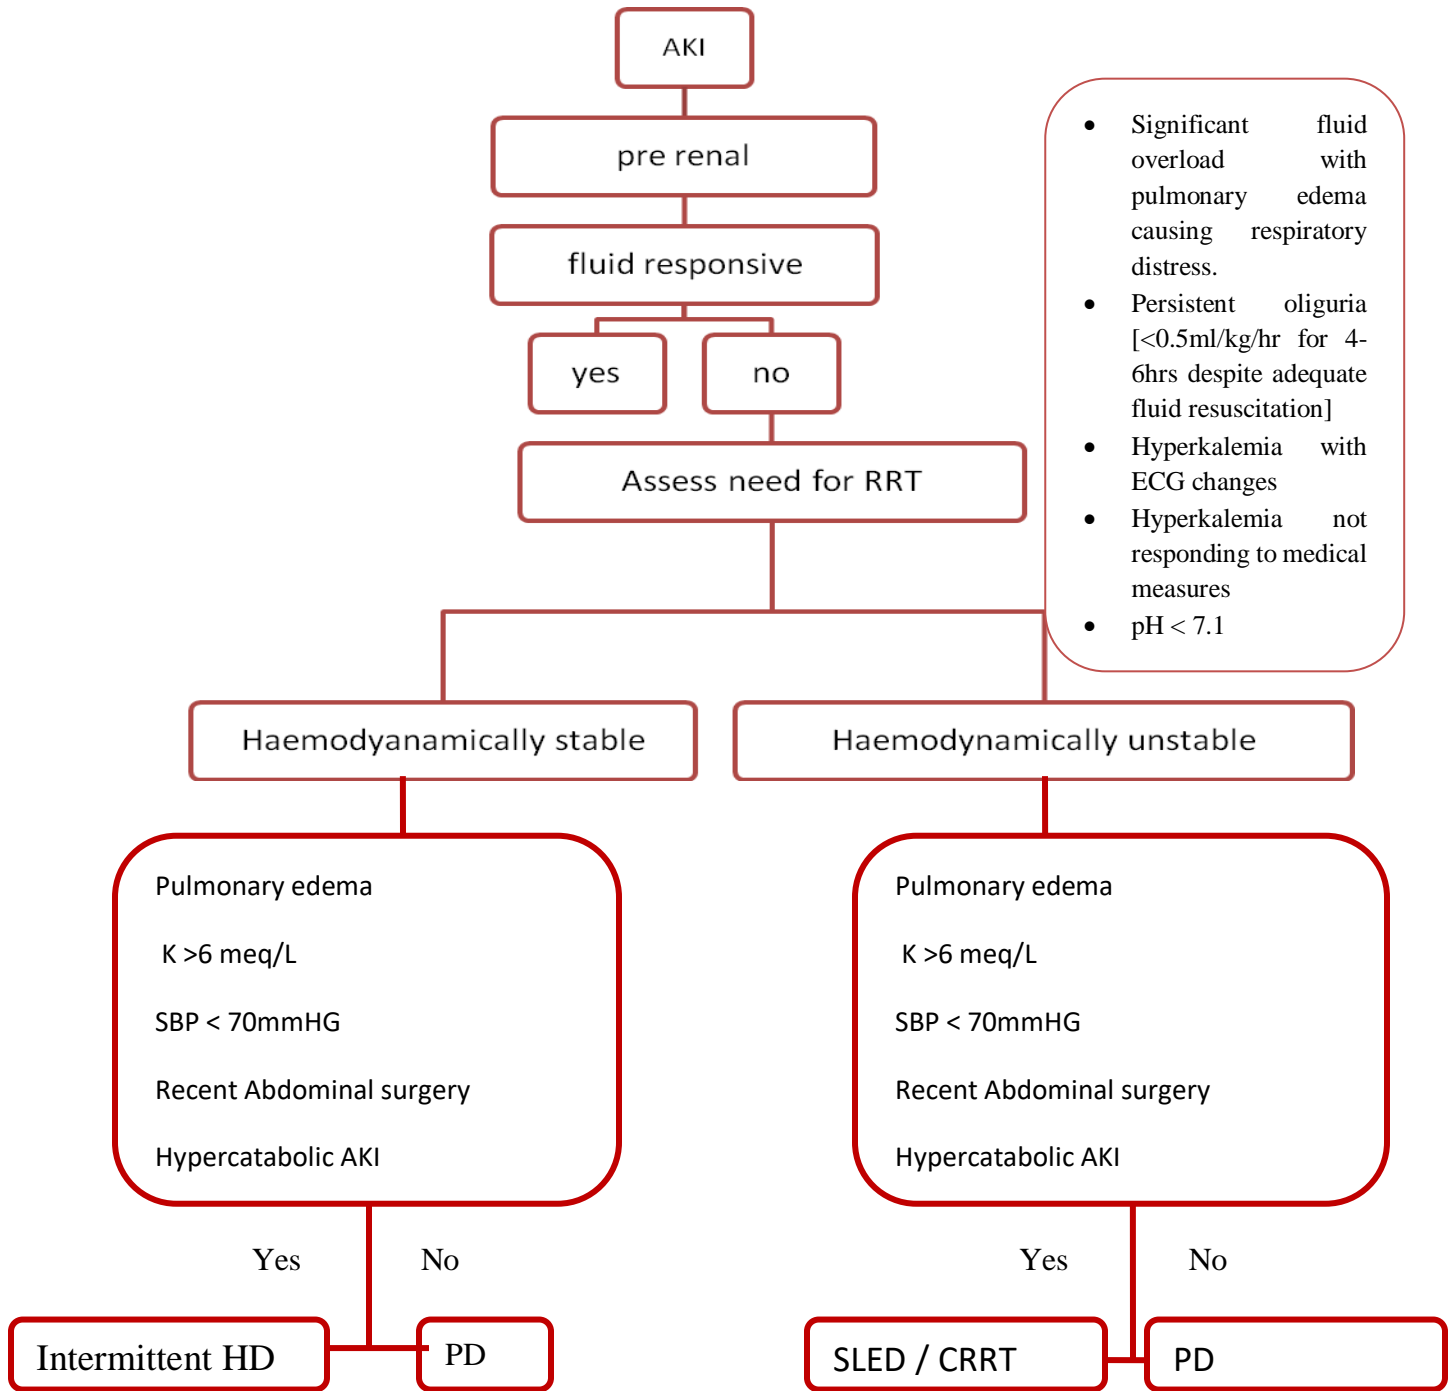 AKI
pre renal
fluid responsive
yes
no
Assess need for RRT
• Significant fluid
overload with
pulmonary edema
causing respiratory
distress.
• Persistent oliguria
[<0.5ml/kg/hr for 4-
6hrs despite adequate
fluid resuscitation]
• Hyperkalemia with
ECG changes
• Hyperkalemia not
responding to medical
measures
• pH < 7.1
Haemodyanamically stable
Haemodynamically unstable
Pulmonary edema
K >6 meq/L
SBP < 70mmHG
Recent Abdominal surgery
Hypercatabolic AKI
Pulmonary edema
K >6 meq/L
SBP < 70mmHG
Recent Abdominal surgery
Hypercatabolic AKI
Yes
No
Yes
No
Intermittent HD
PD
SLED / CRRT
PD